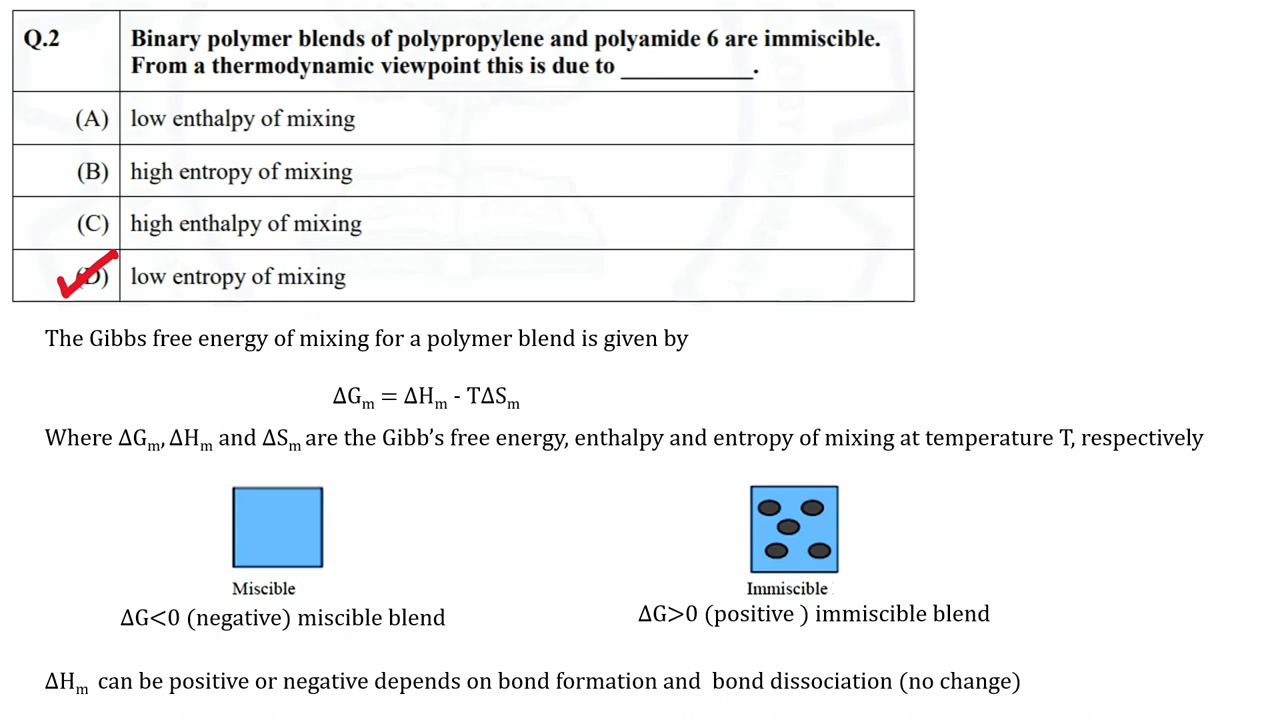 Q.2 Binary polymer blends of polypropylene and polyamide 6 are immiscible.
From a thermodynamic viewpoint this is due to ___________.
(A) low enthalpy of mixing
(B) high entropy of mixing
(C) high enthalpy of mixing
(D) low entropy of mixing
The Gibbs free energy of mixing for a polymer blend is given by
ΔGₘ = ΔHₘ - TΔSₘ
Where ΔGₘ, ΔHₘ and ΔSₘ are the Gibb’s free energy, enthalpy and entropy of mixing at temperature T, respectively
Miscible
ΔG<0 (negative) miscible blend
Immiscible
ΔG>0 (positive ) immiscible blend
ΔHₘ can be positive or negative depends on bond formation and bond dissociation (no change)